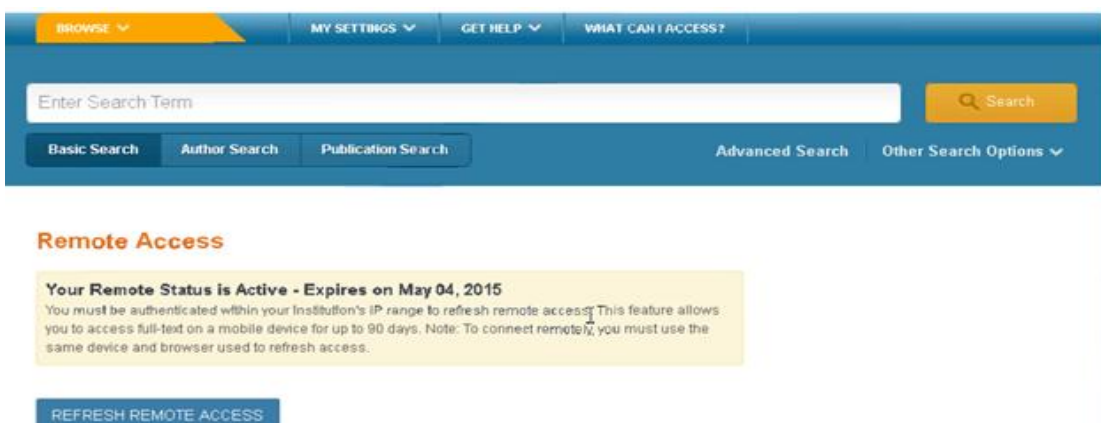 BROWSE MY SETTINGS GET HELP WHAT CAN I ACCESS?
Enter Search Term Search
Basic Search Author Search Publication Search Advanced Search Other Search Options
Remote Access
Your Remote Status is Active - Expires on May 04, 2015
You must be authenticated within your Institution's IP range to refresh remote access. This feature allows
you to access full-text on a mobile device for up to 90 days. Note: To connect remotely, you must use the
same device and browser used to refresh access.
REFRESH REMOTE ACCESS